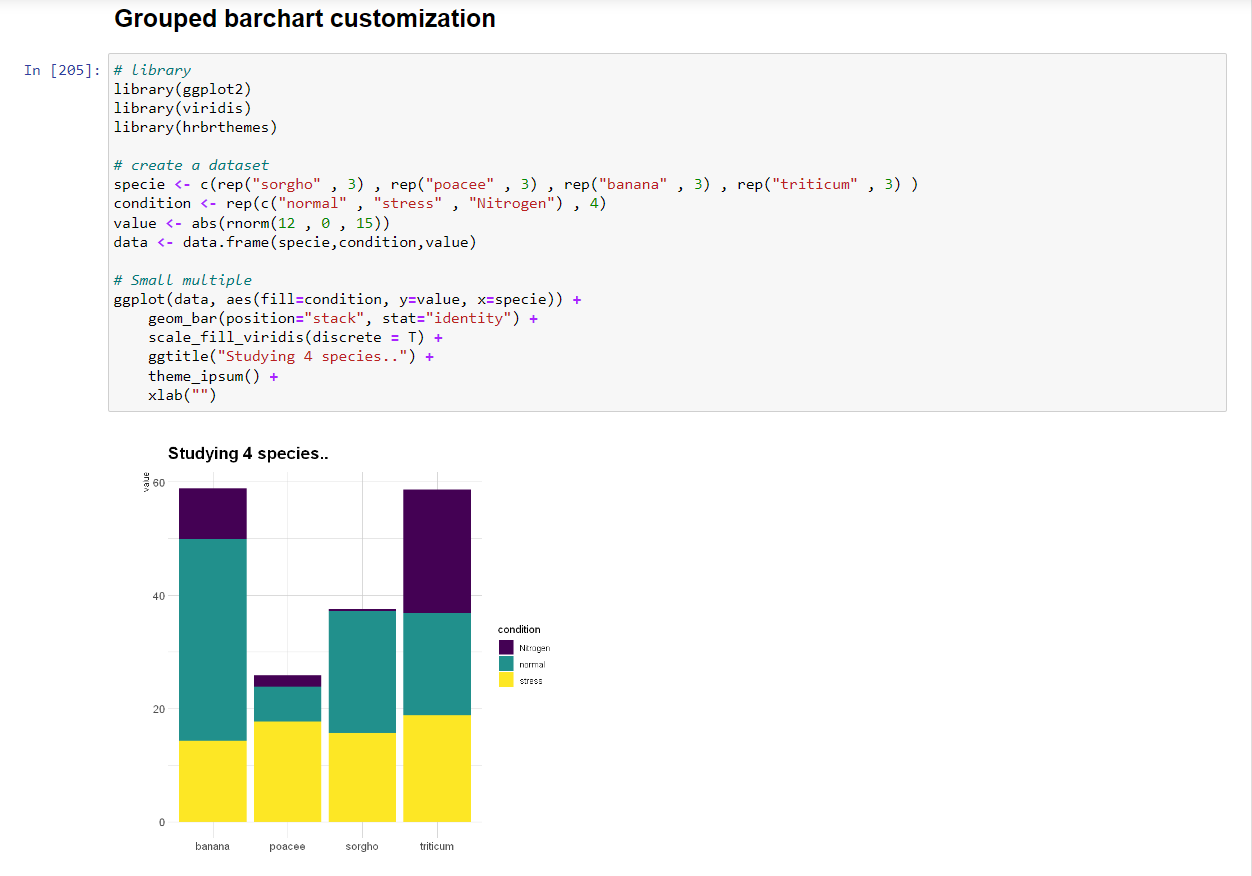 Grouped barchart customization
In [205]:
# library
library(ggplot2)
library(viridis)
library(hrbrthemes)
# create a dataset
specie <- c(rep("sorgho" , 3) , rep("poacee" , 3) , rep("banana" , 3) , rep("triticum" , 3) )
condition <- rep(c("normal" , "stress" , "Nitrogen") , 4)
value <- abs(rnorm(12 , 0 , 15))
data <- data.frame(specie,condition,value)
# Small multiple
ggplot(data, aes(fill=condition, y=value, x=specie)) +
    geom_bar(position="stack", stat="identity") +
    scale_fill_viridis(discrete = T) +
    ggtitle("Studying 4 species..") +
    theme_ipsum() +
    xlab("")
Studying 4 species..
value
60
40
20
0
banana poacee sorgho triticum
condition
Nitrogen
normal
stress